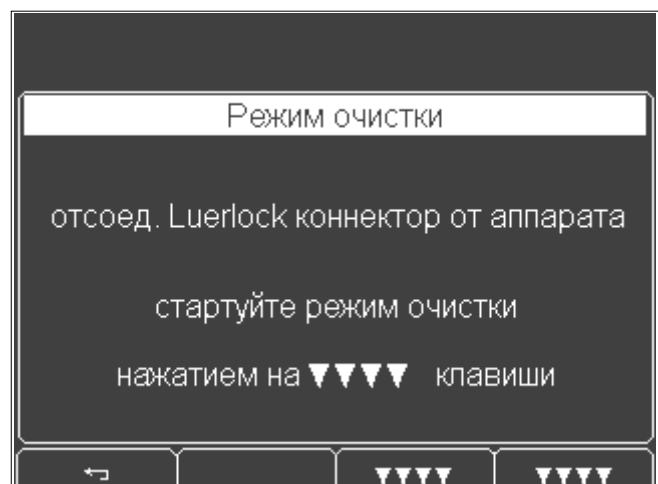 Режим очистки
отсоед. Luerlock коннектор от аппарата
стартуйте режим очистки
нажатием на ▼▼▼▼ клавиши
▼▼▼▼ ▼▼▼▼